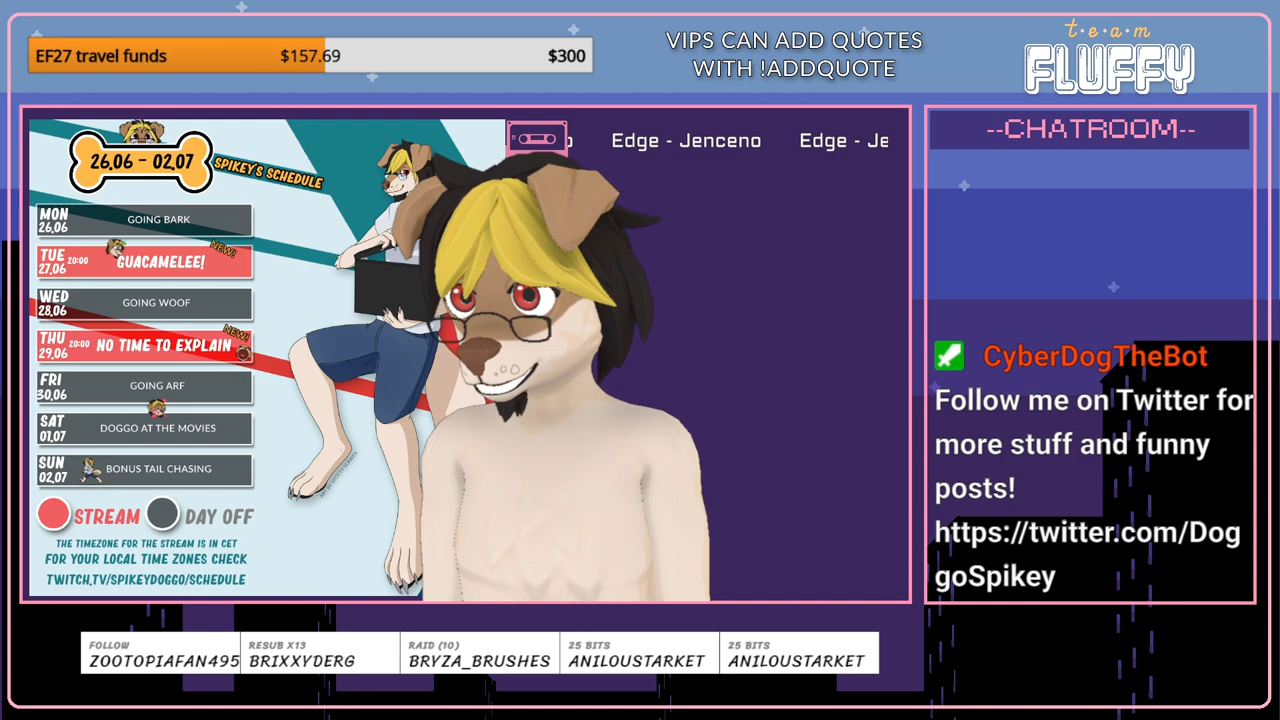 EF27 travel funds $157.69 $300
VIPS CAN ADD QUOTES
WITH !ADDQUOTE
t·e·a·m
FLUFFY
26.06 - 02.07
SPIKEY'S SCHEDULE
MON
26.06
GOING BARK
TUE
27.06
20:00
GUACAMELEE!
NEW!
WED
28.06
GOING WOOF
THU
29.06
20:00
NO TIME TO EXPLAIN
NEW!
FRI
30.06
GOING ARF
SAT
01.07
DOGGO AT THE MOVIES
SUN
02.07
BONUS TAIL CHASING
STREAM DAY OFF
THE TIMEZONE FOR THE STREAM IS IN CET
FOR YOUR LOCAL TIME ZONES CHECK
TWITCH.TV/SPIKEYDOGGO/SCHEDULE
Edge - Jenceno Edge - Je
--CHATROOM--
CyberDogTheBot
Follow me on Twitter for
more stuff and funny
posts!
https://twitter.com/Dog
goSpikey
FOLLOW
ZOOTOPIAFAN495
RESUB X13
BRIXXYDERG
RAID (10)
BRYZA_BRUSHES
25 BITS
ANILOUSTARKET
25 BITS
ANILOUSTARKET